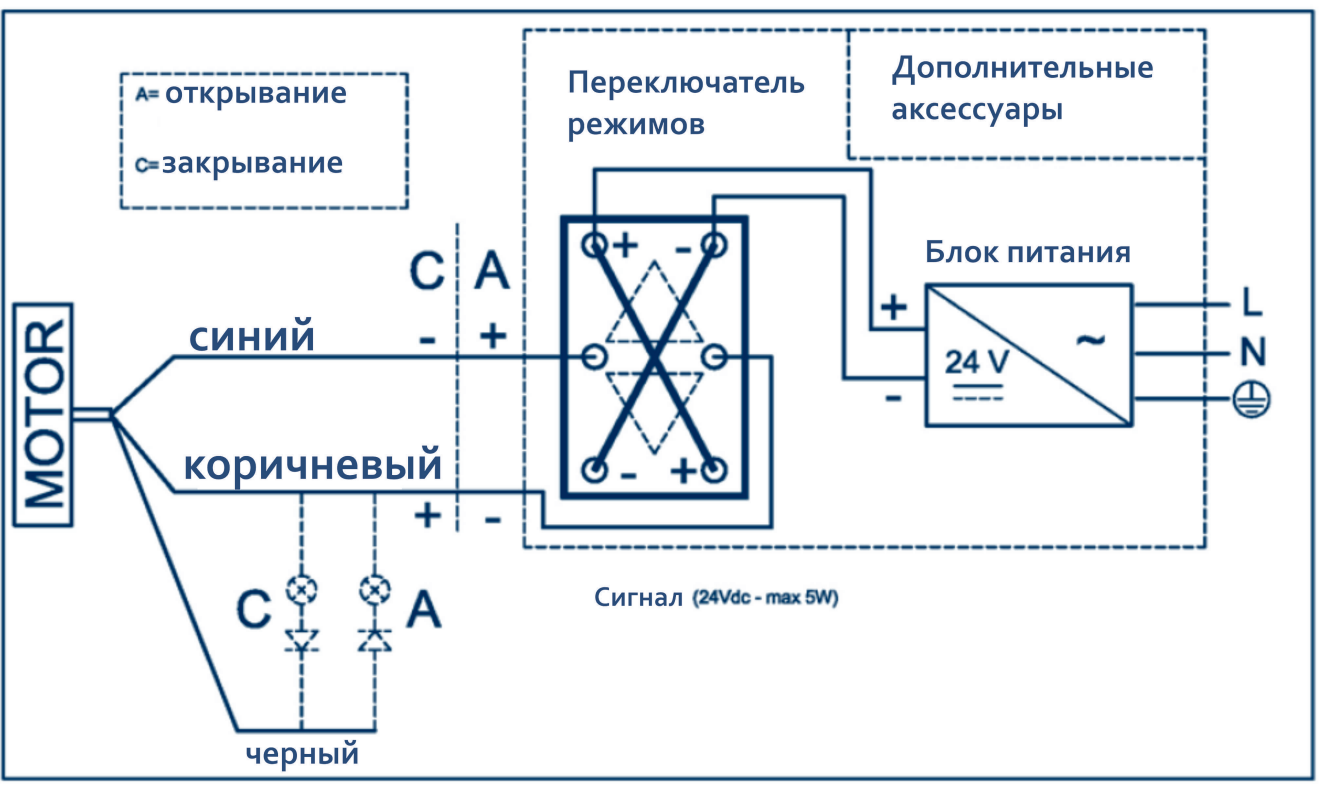 A= открывание
C= закрывание
Переключатель
режимов
Дополнительные
аксессуары
C A
- +
синий
MOTOR
коричневый
+ -
+ -
- +
Блок питания
+
-
24 V
~
L
N
C A
Сигнал (24Vdc - max 5W)
черный